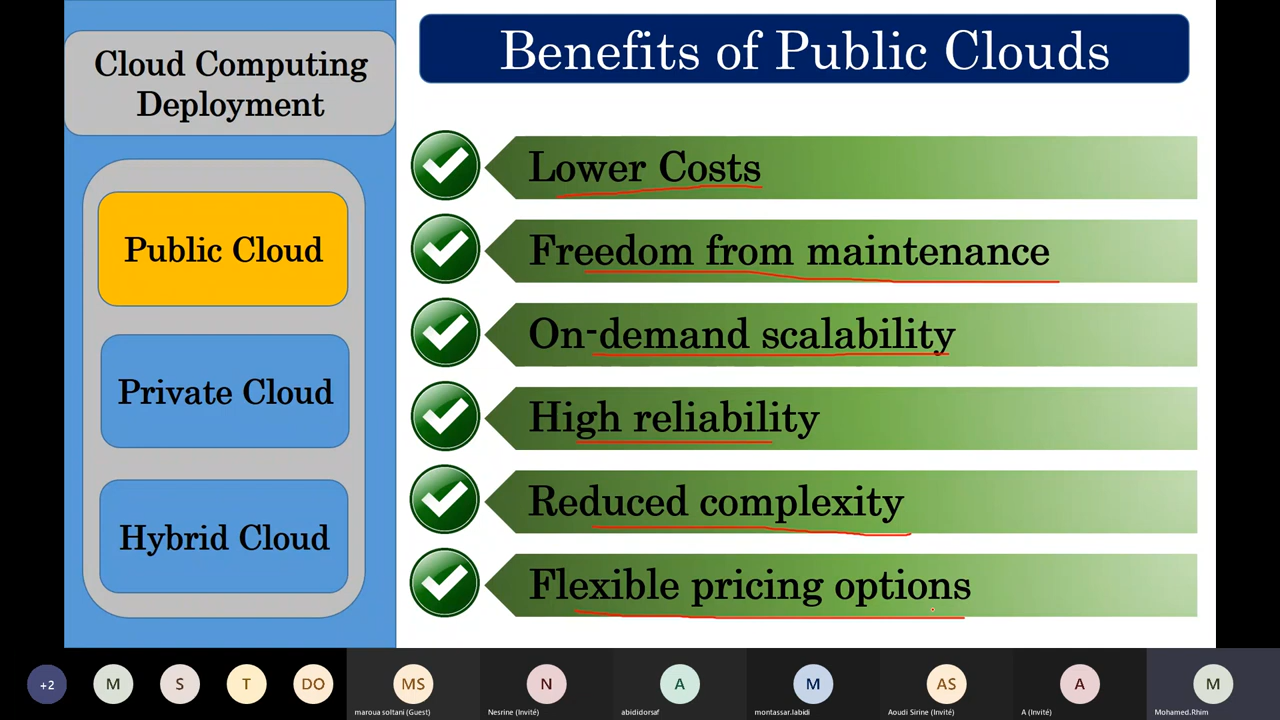 Cloud Computing
Deployment
Public Cloud
Private Cloud
Hybrid Cloud
Benefits of Public Clouds
Lower Costs
Freedom from maintenance
On-demand scalability
High reliability
Reduced complexity
Flexible pricing options
+2
M
S
T
DO
MS
N
A
M
AS
A
M
maroua soltani (Guest)
Nesrine (Invité)
abididorsaf
montassar.labidi
Aoudi Sirine (Invité)
A (Invité)
Mohamed.Rhim